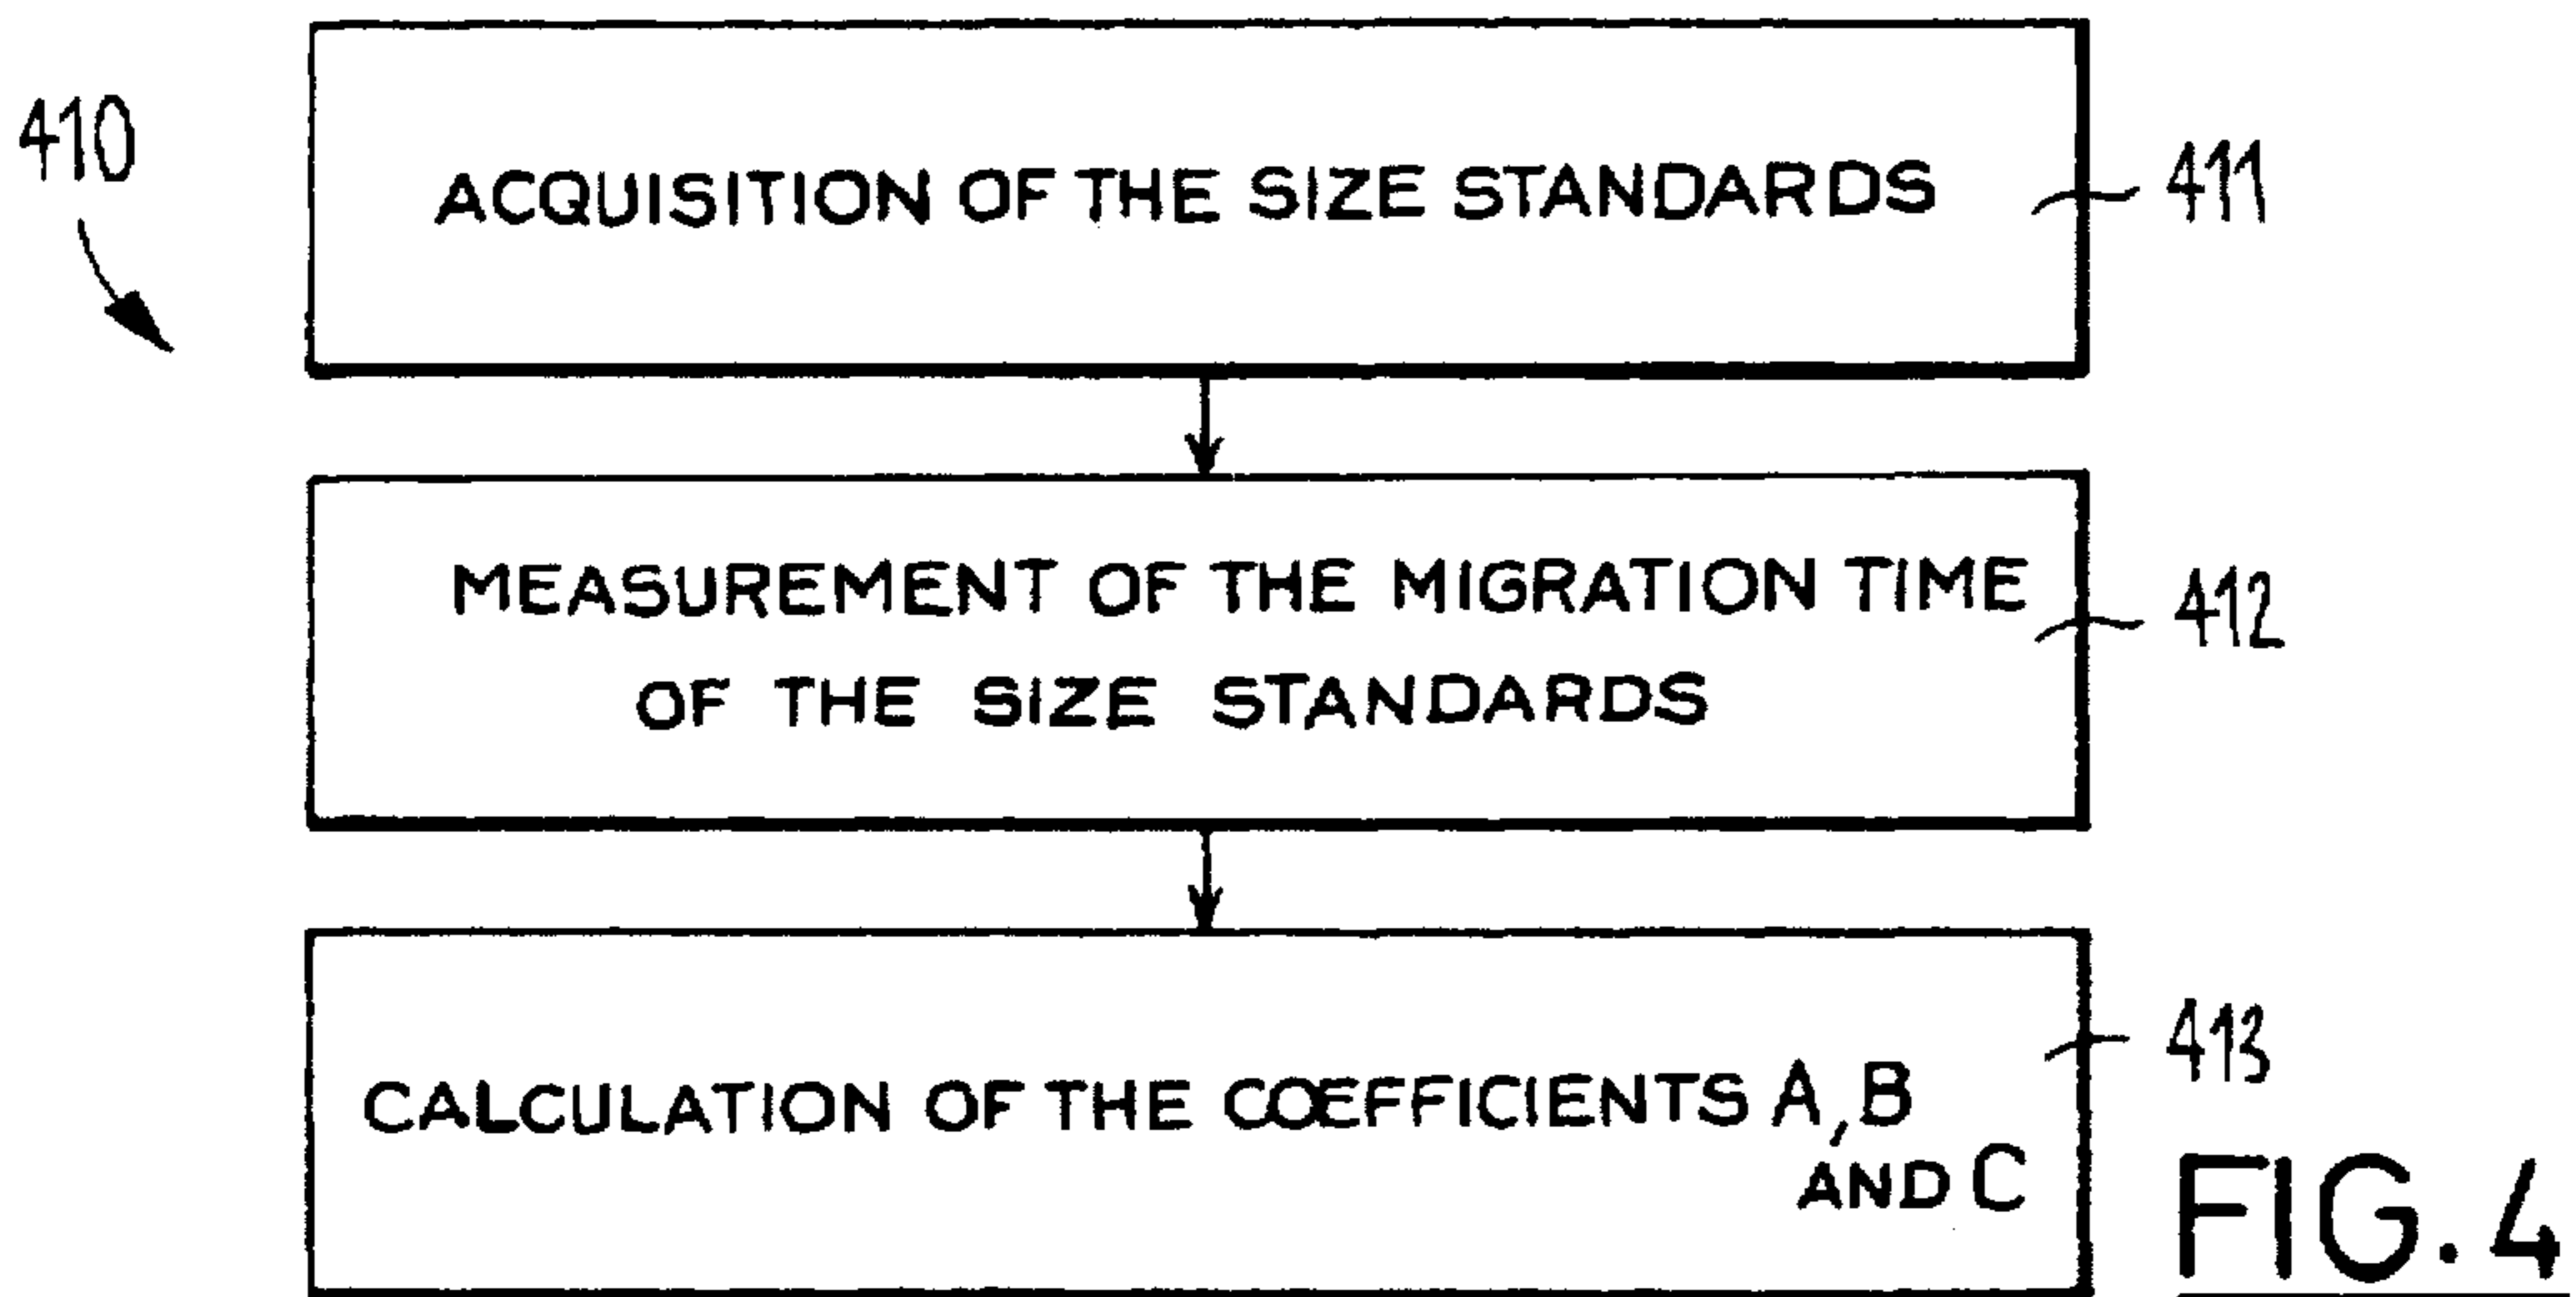 410
ACQUISITION OF THE SIZE STANDARDS
411
MEASUREMENT OF THE MIGRATION TIME
OF THE SIZE STANDARDS
412
CALCULATION OF THE COEFFICIENTS A, B
AND C
413
FIG. 4